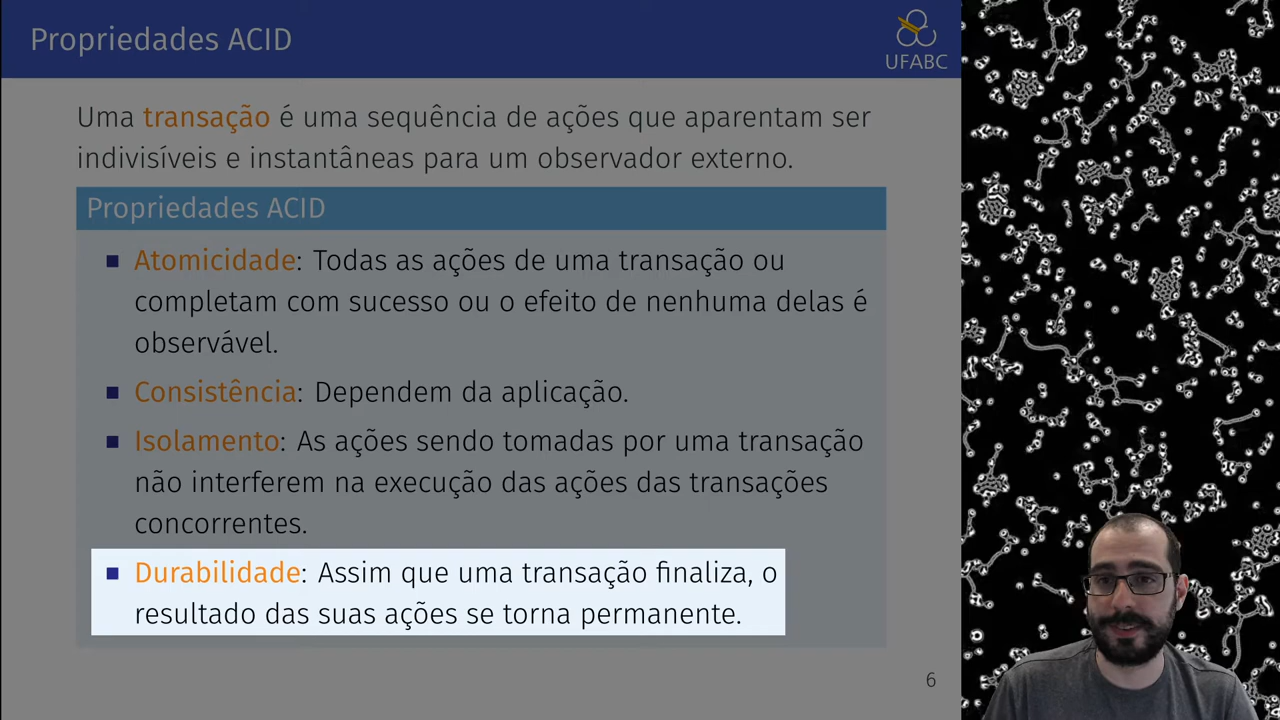 Propriedades ACID
UFABC
Uma transação é uma sequência de ações que aparentam ser
indivisíveis e instantâneas para um observador externo.
Propriedades ACID
Atomicidade: Todas as ações de uma transação ou
completam com sucesso ou o efeito de nenhuma delas é
observável.
Consistência: Dependem da aplicação.
Isolamento: As ações sendo tomadas por uma transação
não interferem na execução das ações das transações
concorrentes.
Durabilidade: Assim que uma transação finaliza, o
resultado das suas ações se torna permanente.
6